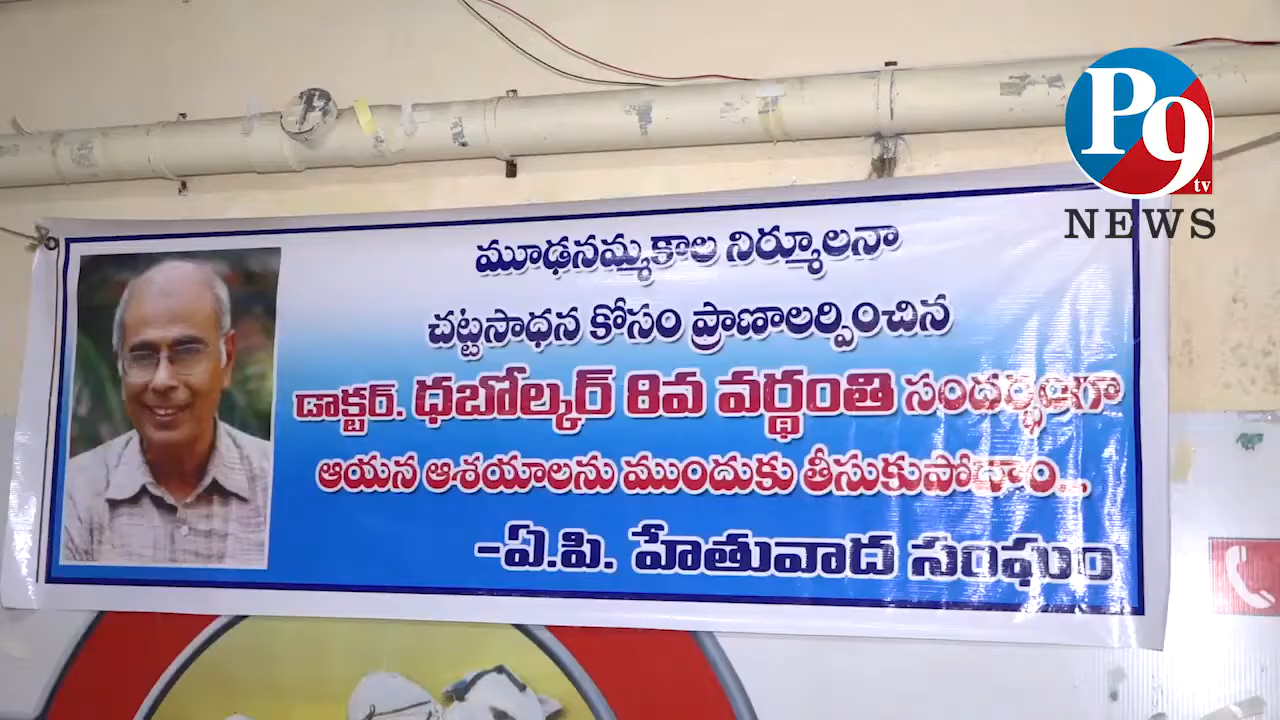 P9
tv
NEWS
మూఢనమ్మకాల నిర్మూలనా
చట్టసాధన కోసం ప్రాణాలర్పించిన
డాక్టర్. ధబోల్కర్ 8వ వర్థంతి సందర్భంగా
ఆయన ఆశయాలను ముందుకు తీసుకుపోదాం...
-ఏ.పి. హేతువాద సంఘం